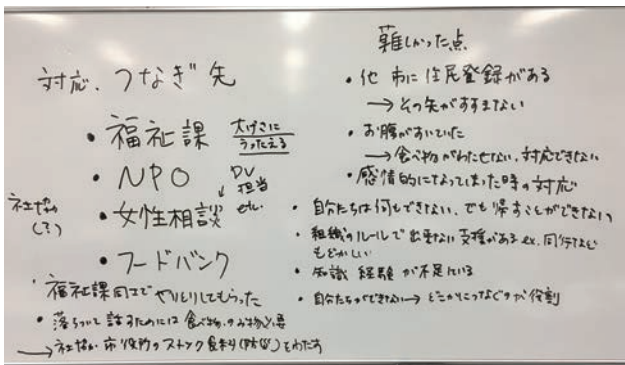 対応、つなぎ先
・福祉課 大げさに
うったえる
・NPO DV
担当
etc.
・女性相談
社協
(?)
・フードバンク
福祉課同士でやりとりしてもらった
・落ちついて話すためには食べ物、のみ物必要
→社協か市役所のストック食料(防災)をわたす
難しかった点
・他市に住民登録がある
→その先がすすまない
・お腹がすいていた
→食べ物がわたせない、対応できない
・感情的になってしまった時の対応
・自分たちは何もできない、でも帰すことができない
・組織のルールで出来ない支援がある ex. 同行など
もどかしい
・知識 経験が不足している
・自分たちができない→どこかにつなぐのが役割